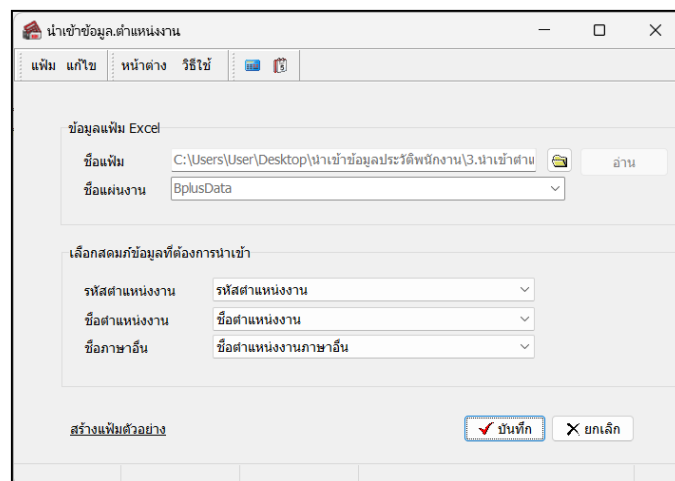 นำเข้าข้อมูล.ตำแหน่งงาน
แฟ้ม แก้ไข หน้าต่าง วิธีใช้
ข้อมูลแฟ้ม Excel
ชื่อแฟ้ม C:\Users\User\Desktop\นำเข้าข้อมูลประวัติพนักงาน\3.นำเข้าตำแ อ่าน
ชื่อแผ่นงาน BplusData
เลือกสดมภ์ข้อมูลที่ต้องการนำเข้า
รหัสตำแหน่งงาน รหัสตำแหน่งงาน
ชื่อตำแหน่งงาน ชื่อตำแหน่งงาน
ชื่อภาษาอื่น ชื่อตำแหน่งงานภาษาอื่น
สร้างแฟ้มตัวอย่าง บันทึก ยกเลิก